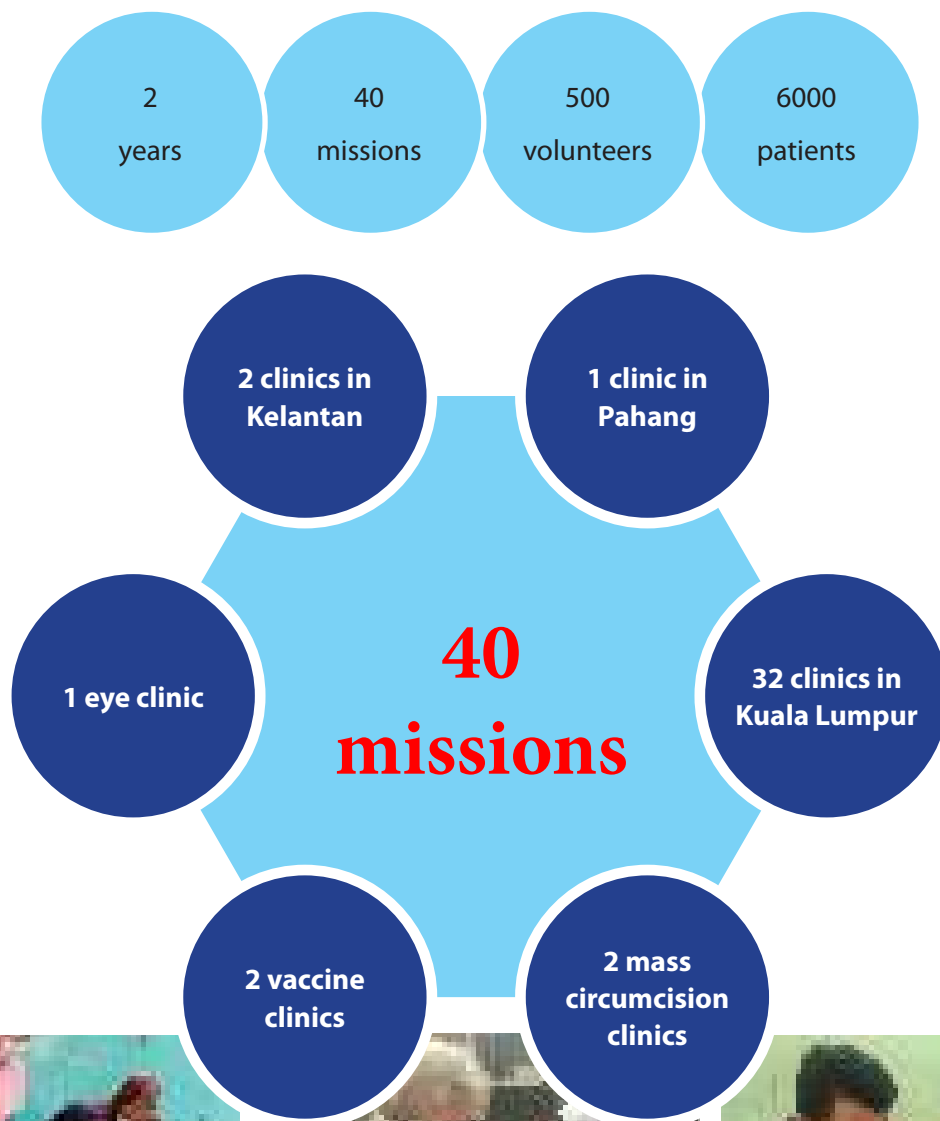 2
years
40
missions
500
volunteers
6000
patients
2 clinics in
Kelantan
1 clinic in
Pahang
1 eye clinic
40
missions
32 clinics in
Kuala Lumpur
2 vaccine
clinics
2 mass
circumcision
clinics